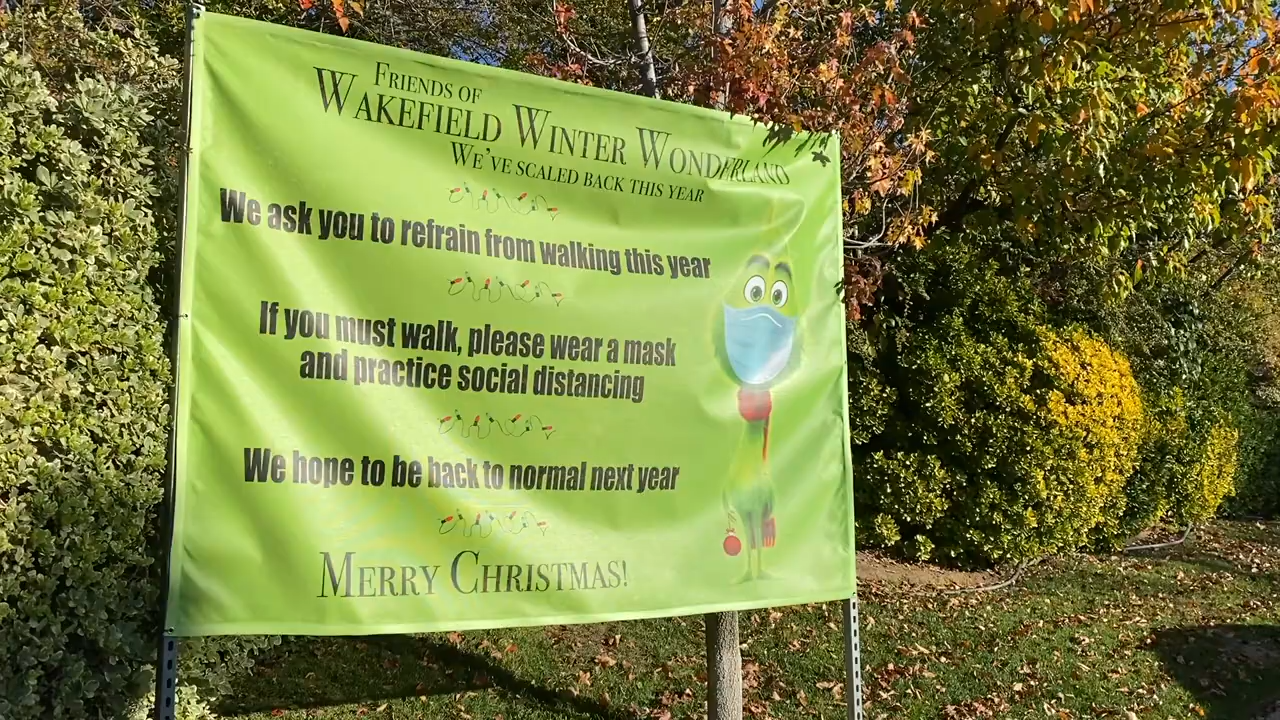 FRIENDS OF
WAKEFIELD WINTER WONDERLAND
WE'VE SCALED BACK THIS YEAR
We ask you to refrain from walking this year
If you must walk, please wear a mask
and practice social distancing
We hope to be back to normal next year
MERRY CHRISTMAS!